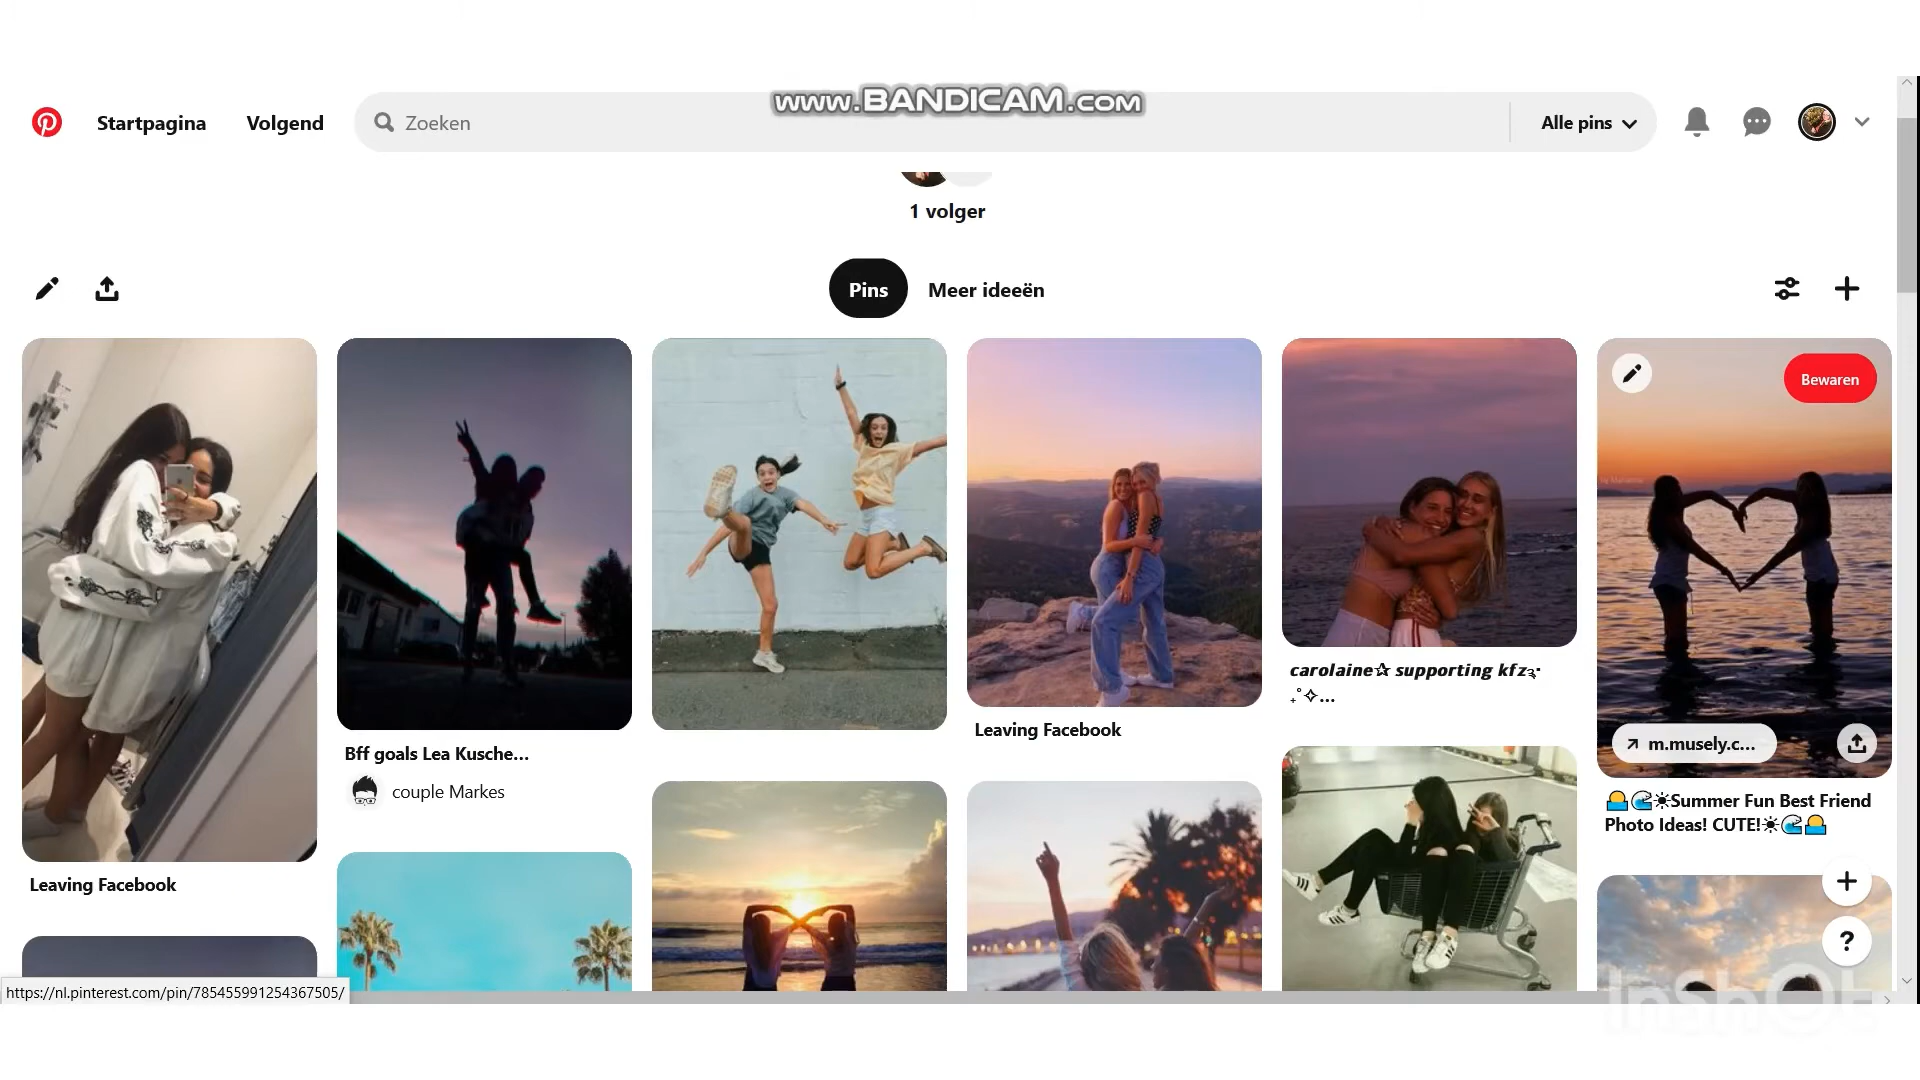 www.BANDICAM.com
Startpagina
Volgend
Zoeken
Alle pins
1 volger
Pins
Meer ideeën
Bewaren
m.musely.c...
Leaving Facebook
Bff goals Lea Kusche...
couple Markes
Leaving Facebook
carolaine☆ supporting kfz
🌊☀Summer Fun Best Friend
Photo Ideas! CUTE!☀🌊
?
https://nl.pinterest.com/pin/785455991254367505/
InShOt